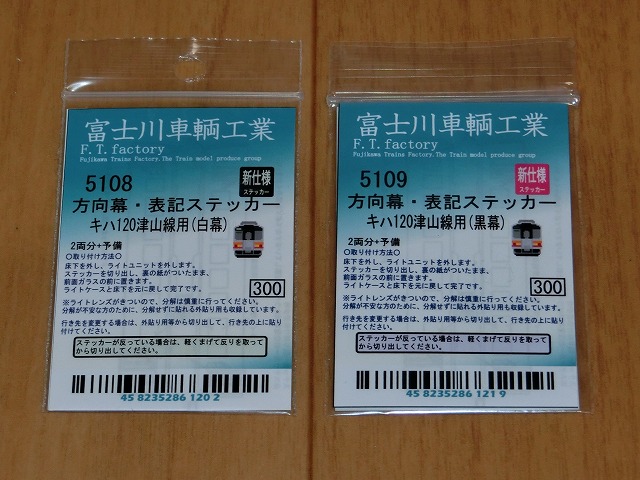 富士川車輌工業
F.T.factory
Fujikawa Trains Factory.The Train model produce group
5108
新仕様
ステッカー
方向幕・表記ステッカー
キハ120津山線用(白幕)
2両分+予備
〇取り付け方法〇
床下を外し、ライトユニットを外します。
ステッカーを切り出し、裏の紙がついたまま、
前面ガラスの前に置きます。
ライトケースと床下を元に戻して完了です。
300
※ライトレンズがきついので、分解は慎重に行ってください。
分解が不安な方のために、分解せずに貼れる外貼り用も収録しています。
行き先を変更する場合は、外貼り用等から切り出して、行き先の上に貼り
付けてください。
ステッカーが反っている場合は、軽くまげて反りを取って
から切り出してください。
458235286 1202
富士川車輌工業
F.T.factory
Fujikawa Trains Factory.The Train model produce group
5109
新仕様
ステッカー
方向幕・表記ステッカー
キハ120津山線用(黒幕)
2両分+予備
〇取り付け方法〇
床下を外し、ライトユニットを外します。
ステッカーを切り出し、裏の紙がついたまま、
前面ガラスの前に置きます。
ライトケースと床下を元に戻して完了です。
300
※ライトレンズがきついので、分解は慎重に行ってください。
分解が不安な方のために、分解せずに貼れる外貼り用も収録しています。
行き先を変更する場合は、外貼り用等から切り出して、行き先の上に貼り
付けてください。
ステッカーが反っている場合は、軽くまげて反りを取って
から切り出してください。
458235286 1219